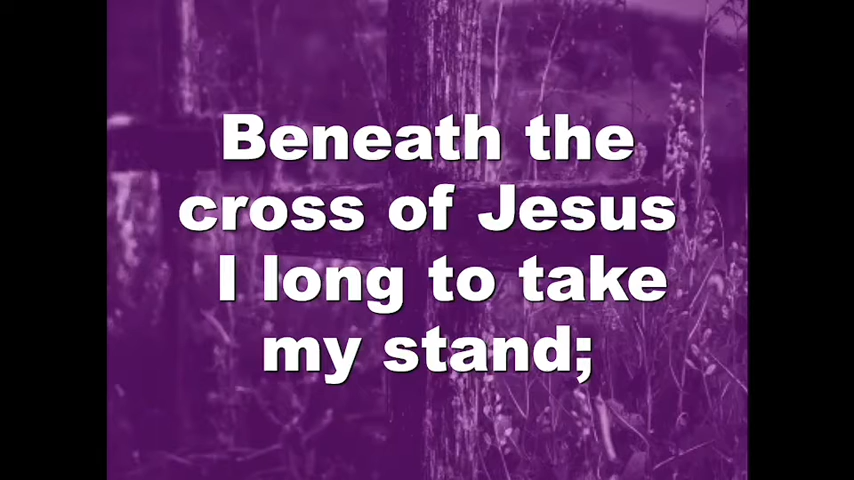 Beneath the
cross of Jesus
I long to take
my stand;